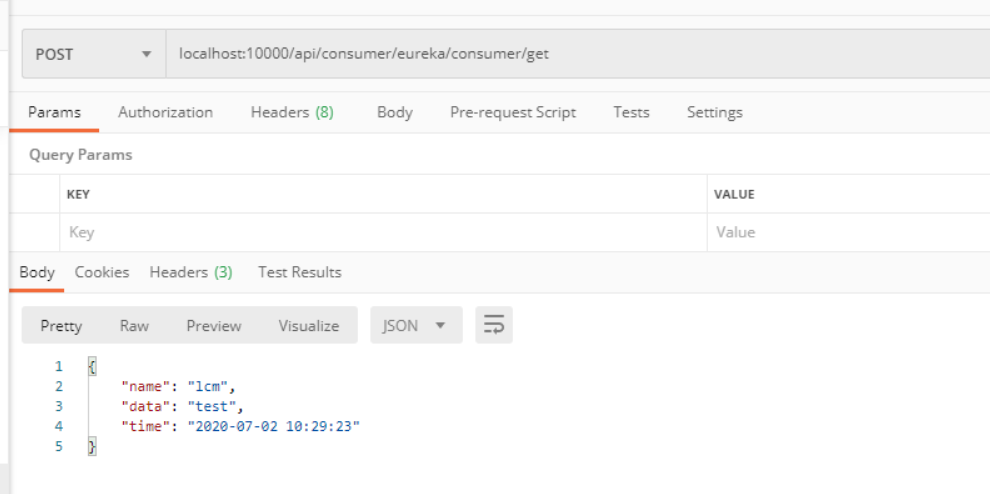 POST localhost:10000/api/consumer/eureka/consumer/get
Params Authorization Headers (8) Body Pre-request Script Tests Settings
Query Params
KEY VALUE
Key Value
Body Cookies Headers (3) Test Results
Pretty Raw Preview Visualize JSON
1 {
2 "name": "lcm",
3 "data": "test",
4 "time": "2020-07-02 10:29:23"
5 }